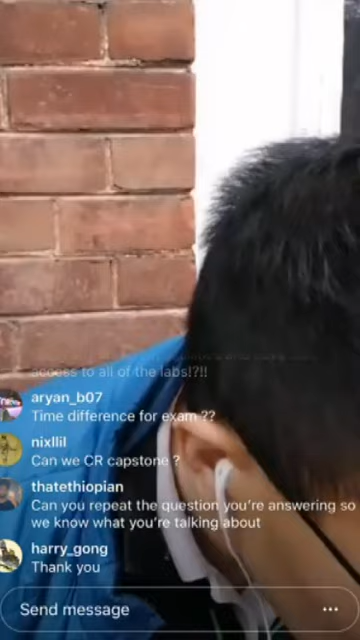 access to all of the labs!?!!
aryan_b07
Time difference for exam ??
nixllil
Can we CR capstone ?
thatethiopian
Can you repeat the question you're answering so
we know what you're talking about
harry_gong
Thank you
Send message